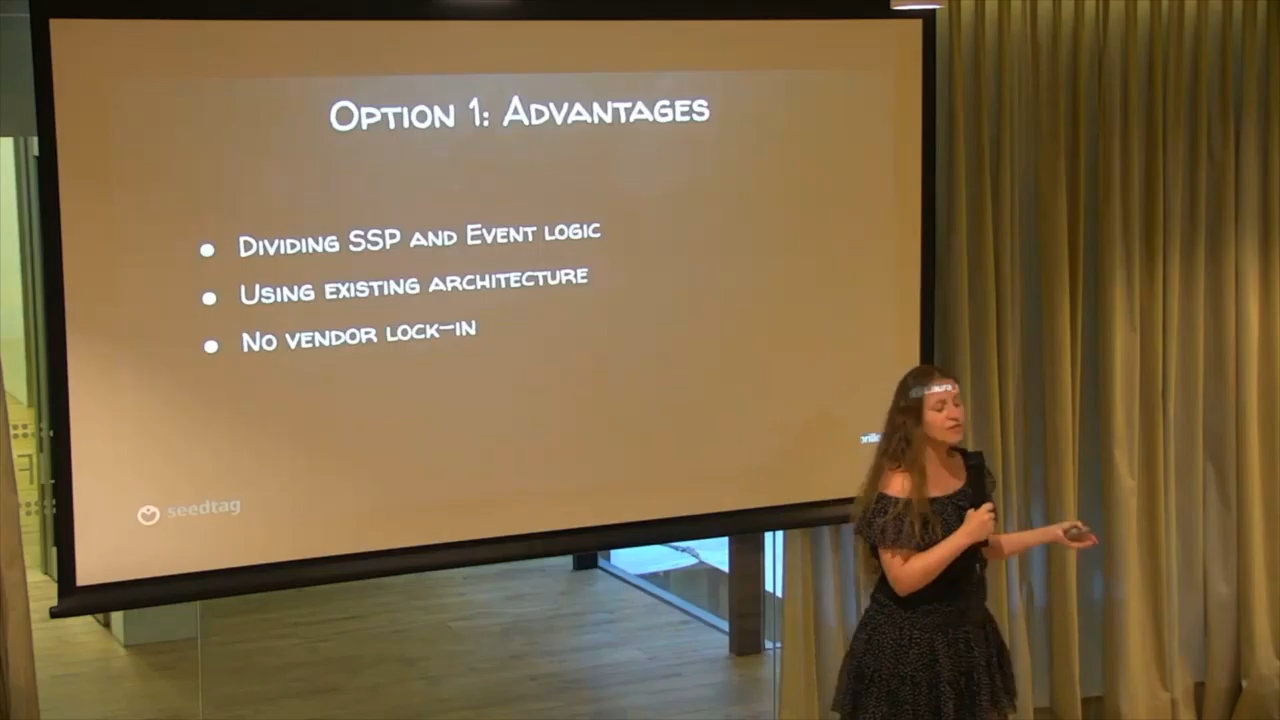 Option 1: Advantages
Dividing SSP and Event logic
Using existing architecture
No vendor lock-in
seedtag